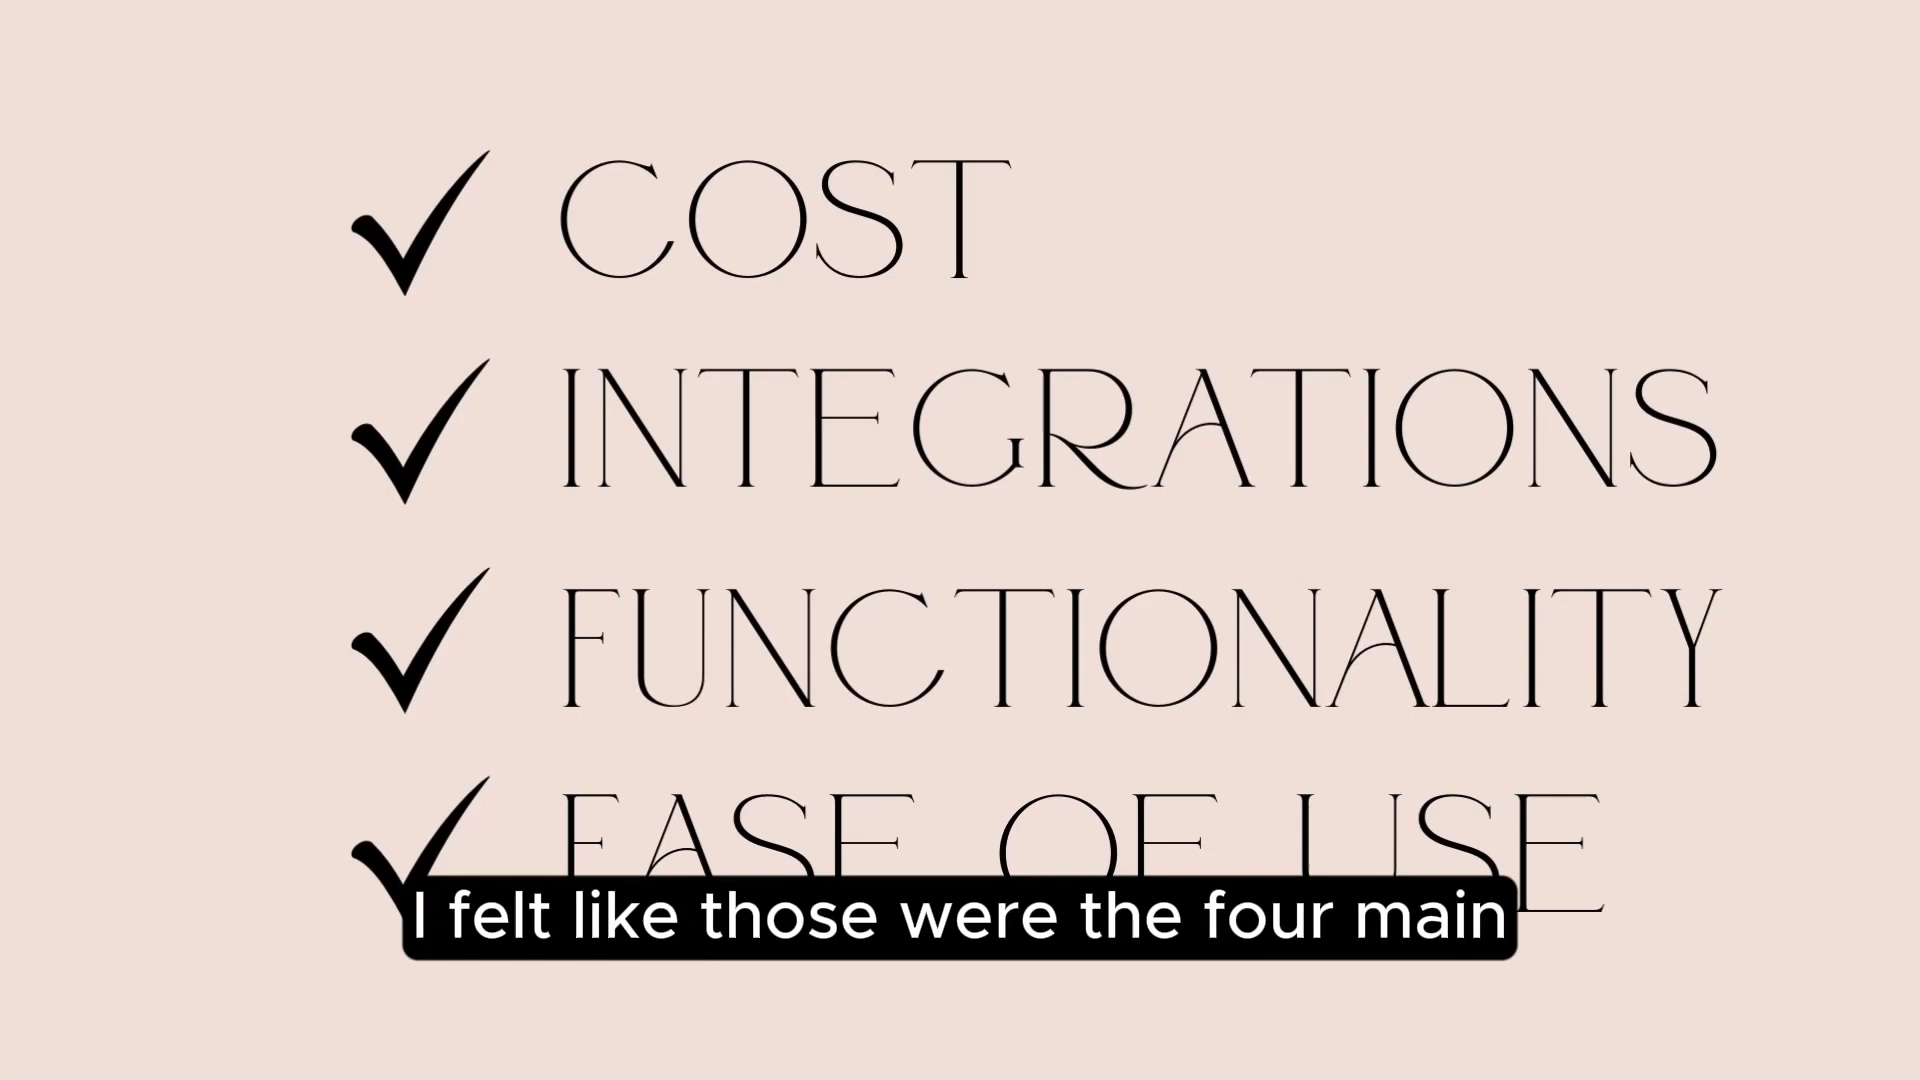 COST
INTEGRATIONS
FUNCTIONALITY
EASE OF USE
I felt like those were the four main